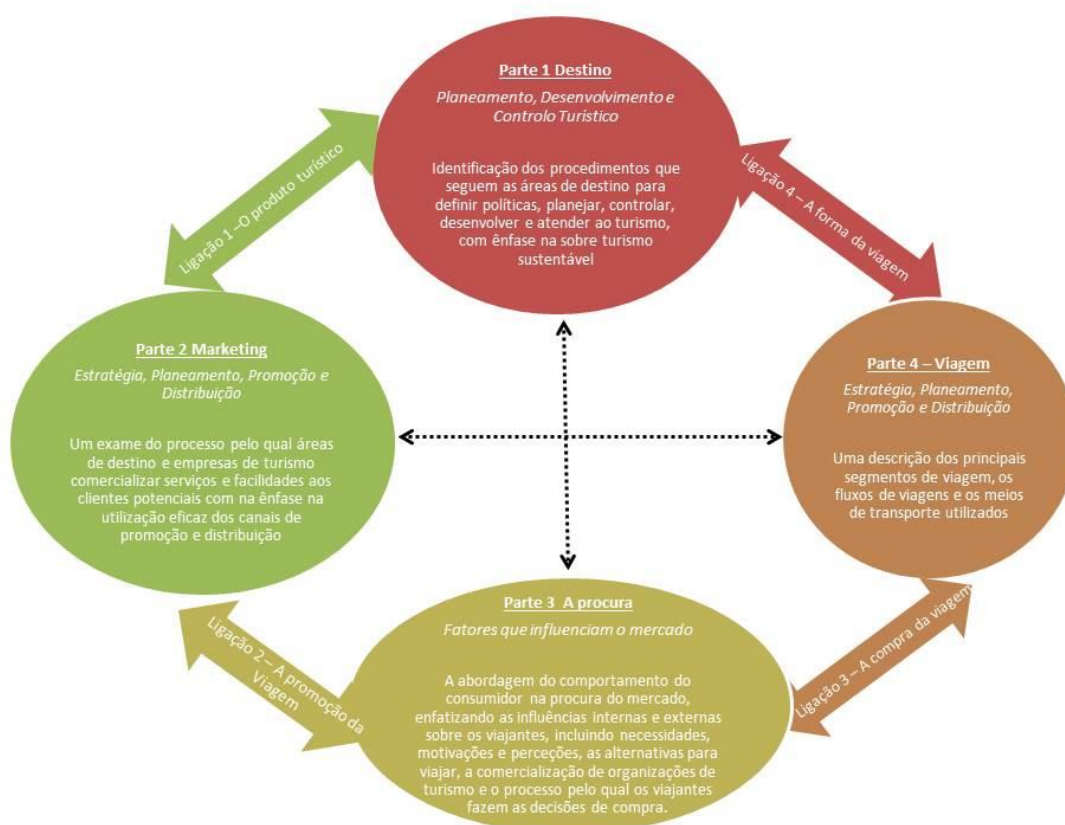 Parte 1 Destino
Planeamento, Desenvolvimento e
Controlo Turístico
Identificação dos procedimentos que
seguem as áreas de destino para
definir políticas, planejar, controlar,
desenvolver e atender ao turismo,
com ênfase na sobre turismo
sustentável
Ligação 1 –O produto turístico
Ligação 4 – A forma da viagem
Parte 2 Marketing
Estratégia, Planeamento, Promoção e
Distribuição
Um exame do processo pelo qual áreas
de destino e empresas de turismo
comercializar serviços e facilidades aos
clientes potenciais com na ênfase na
utilização eficaz dos canais de
promoção e distribuição
Parte 4 – Viagem
Estratégia, Planeamento,
Promoção e Distribuição
Uma descrição dos principais
segmentos de viagem, os
fluxos de viagens e os meios
de transporte utilizados
Ligação 2 – A promoção da
Viagem
Ligação 3 – A compra da viagem
Parte 3 A procura
Fatores que influenciam o mercado
A abordagem do comportamento do
consumidor na procura do mercado,
enfatizando as influências internas e externas
sobre os viajantes, incluindo necessidades,
motivações e perceções, as alternativas para
viajar, a comercialização de organizações de
turismo e o processo pelo qual os viajantes
fazem as decisões de compra.